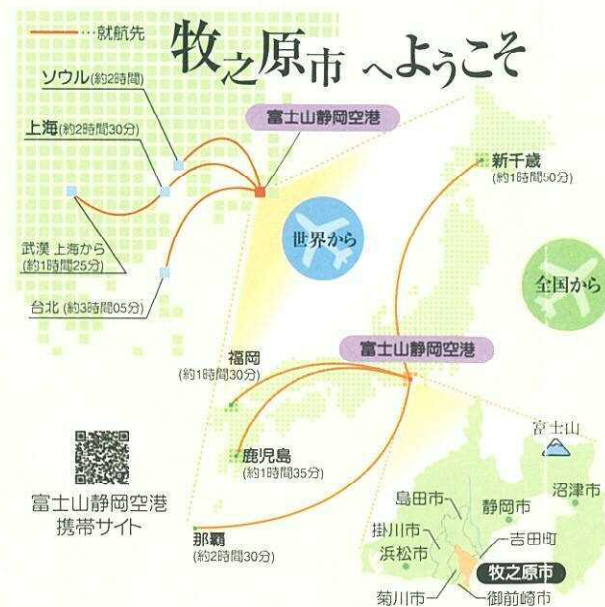 …就航先
牧之原市へようこそ
ソウル(約2時間)
上海(約2時間30分)
富士山静岡空港
新千歳
(約1時間50分)
世界から
武漢 上海から
(約1時間25分)
全国から
台北(約3時間05分)
富士山静岡空港
福岡
(約1時間30分)
鹿児島
(約1時間35分)
富士山静岡空港
携帯サイト
那覇
(約2時間30分)
富士山
沼津市
島田市
静岡市
掛川市
吉田町
浜松市
牧之原市
菊川市
御前崎市